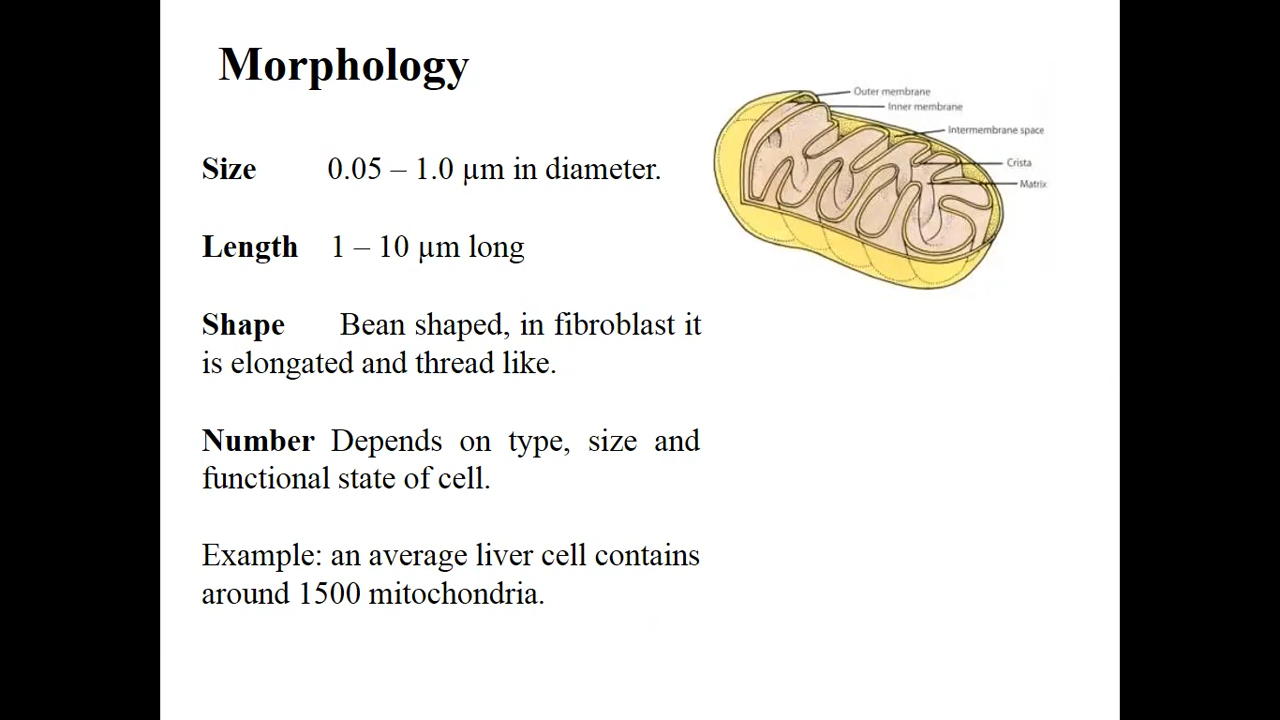 Morphology
Outer membrane
Inner membrane
Intermembrane space
Crista
Matrix
Size 0.05 – 1.0 µm in diameter.
Length 1 – 10 µm long
Shape Bean shaped, in fibroblast it
is elongated and thread like.
Number Depends on type, size and
functional state of cell.
Example: an average liver cell contains
around 1500 mitochondria.